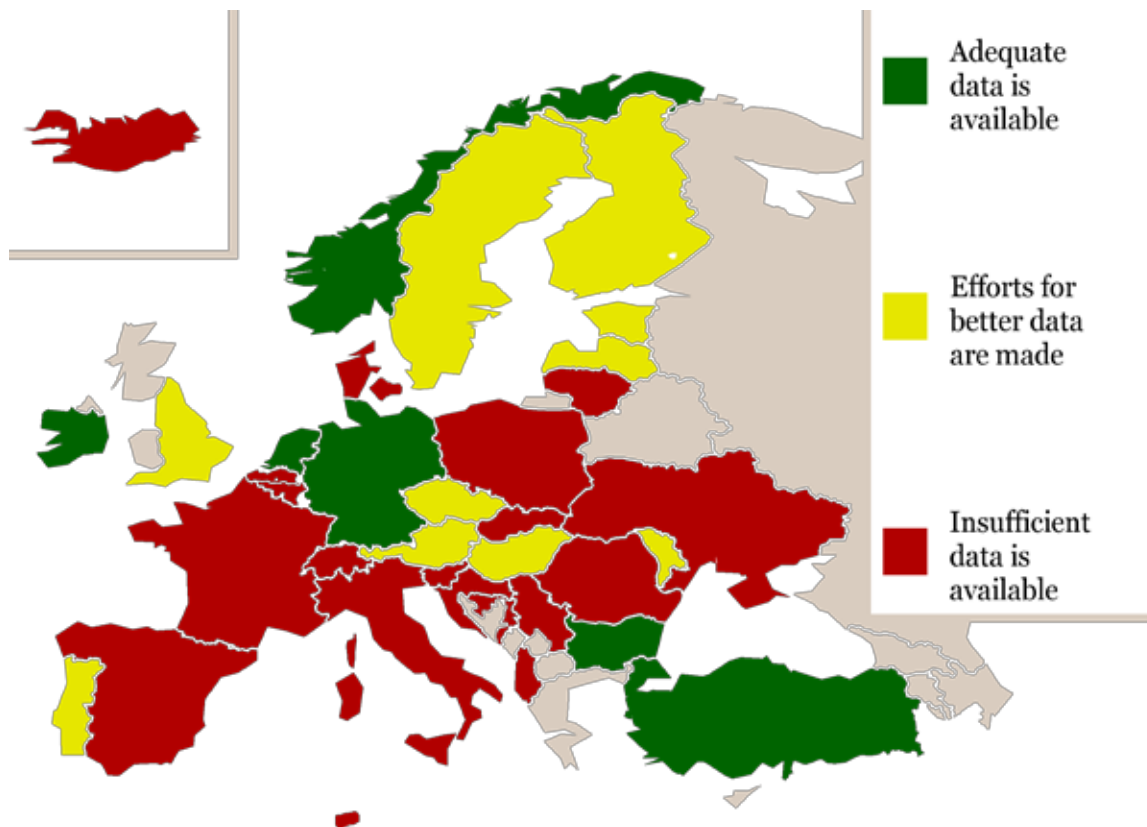 Adequate
data is
available
Efforts for
better data
are made
Insufficient
data is
available